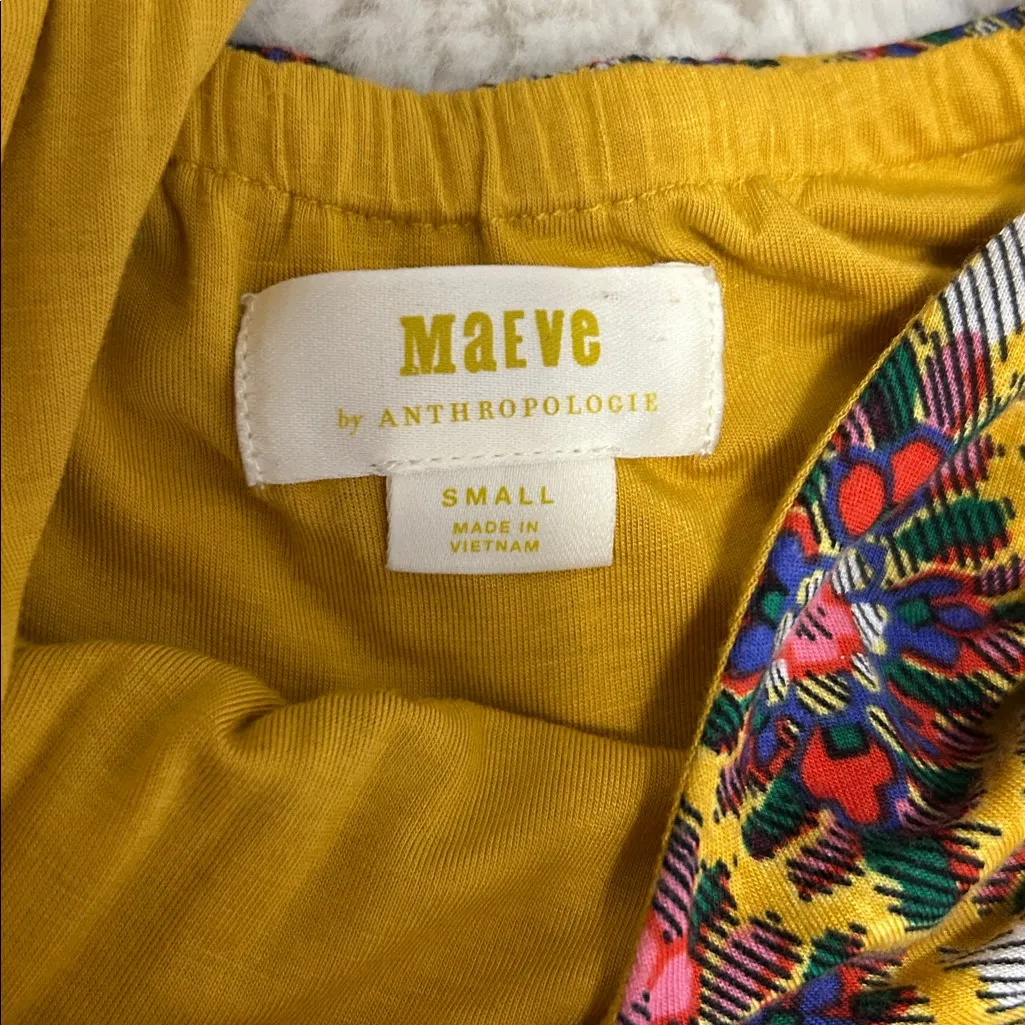 MaEVe
by ANTHROPOLOGIE
SMALL
MADE IN
VIETNAM